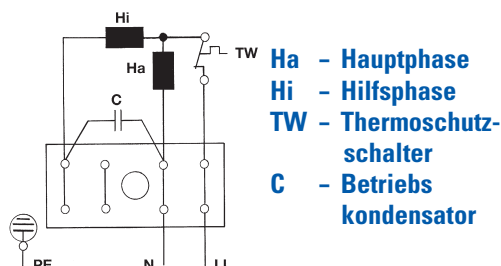 Hi
TW
Ha
C
Ha – Hauptphase
Hi – Hilfsphase
TW – Thermoschutz-
schalter
C – Betriebs
kondensator
PE
N